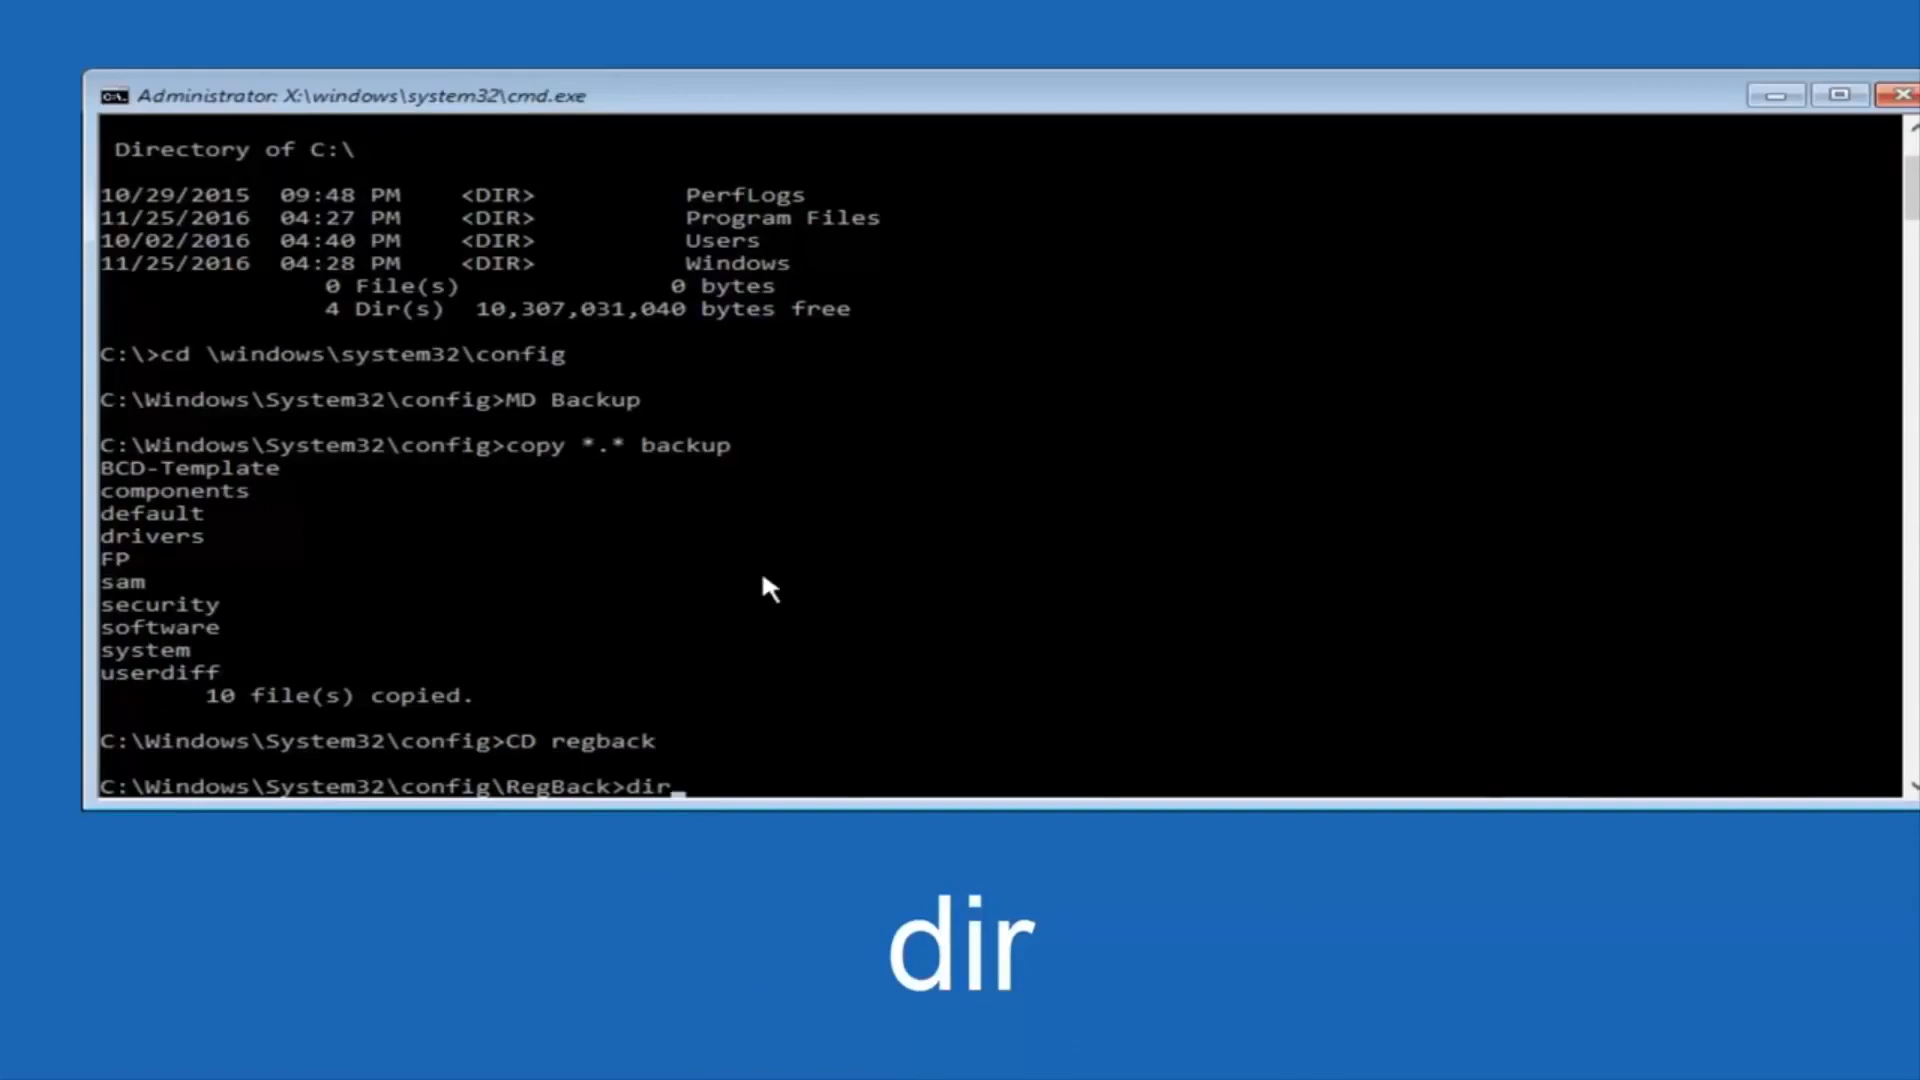 Administrator: X:\windows\system32\cmd.exe
Directory of C:\
10/29/2015 09:48 PM <DIR> PerfLogs
11/25/2016 04:27 PM <DIR> Program Files
10/02/2016 04:40 PM <DIR> Users
11/25/2016 04:28 PM <DIR> Windows
0 File(s) 0 bytes
4 Dir(s) 10,307,031,040 bytes free
C:\>cd \windows\system32\config
C:\Windows\System32\config>MD Backup
C:\Windows\System32\config>copy *.* backup
BCD-Template
components
default
drivers
FP
sam
security
software
system
userdiff
10 file(s) copied.
C:\Windows\System32\config>CD regback
C:\Windows\System32\config\RegBack>dir_
dir